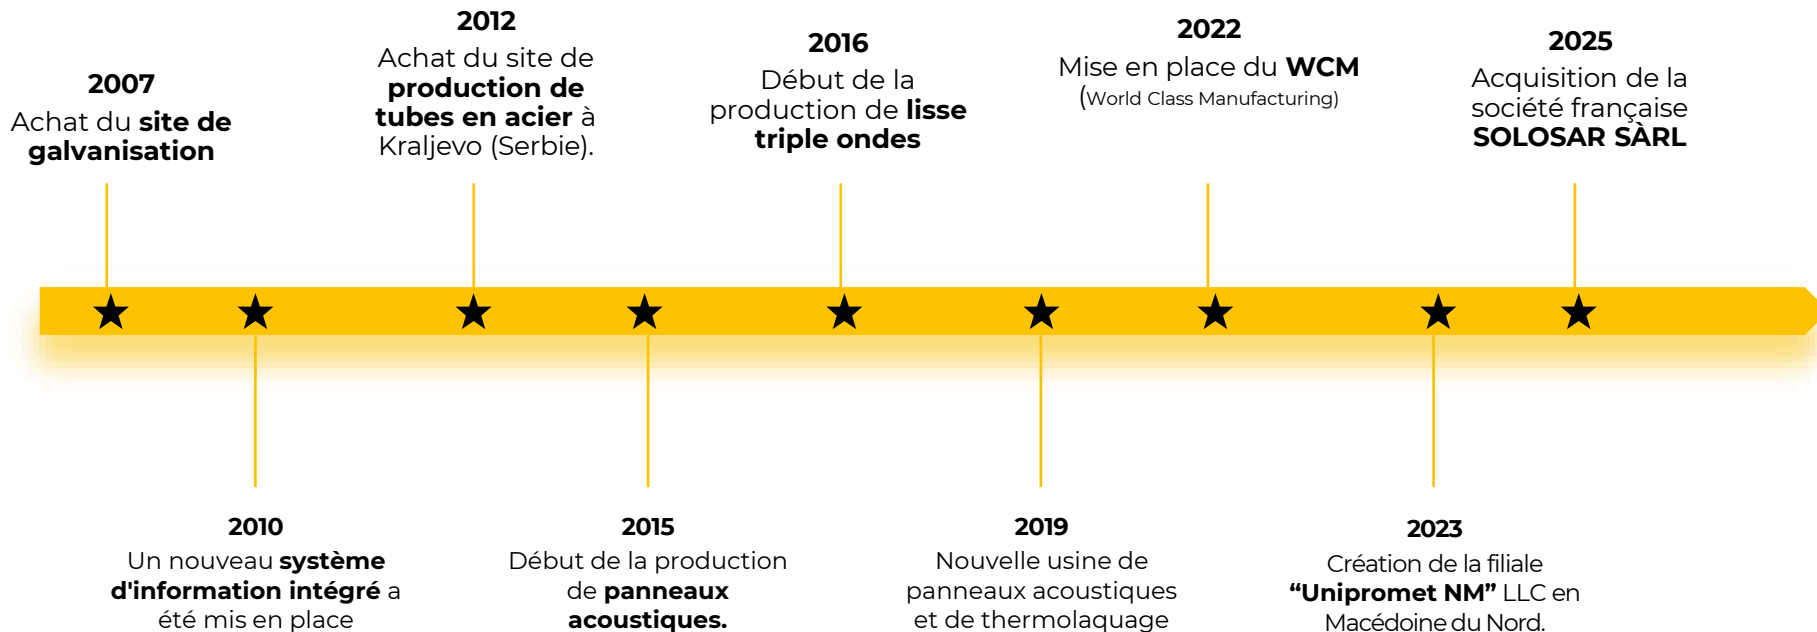 2007
Achat du site de
galvanisation
2012
Achat du site de
production de
tubes en acier à
Kraljevo (Serbie).
2016
Début de la
production de lisse
triple ondes
2022
Mise en place du WCM
(World Class Manufacturing)
2025
Acquisition de la
société française
SOLOSAR SÀRL
2010
Un nouveau système
d'information intégré a
été mis en place
2015
Début de la production
de panneaux
acoustiques.
2019
Nouvelle usine de
panneaux acoustiques
et de thermolaquage
2023
Création de la filiale
“Unipromet NM” LLC en
Macédoine du Nord.